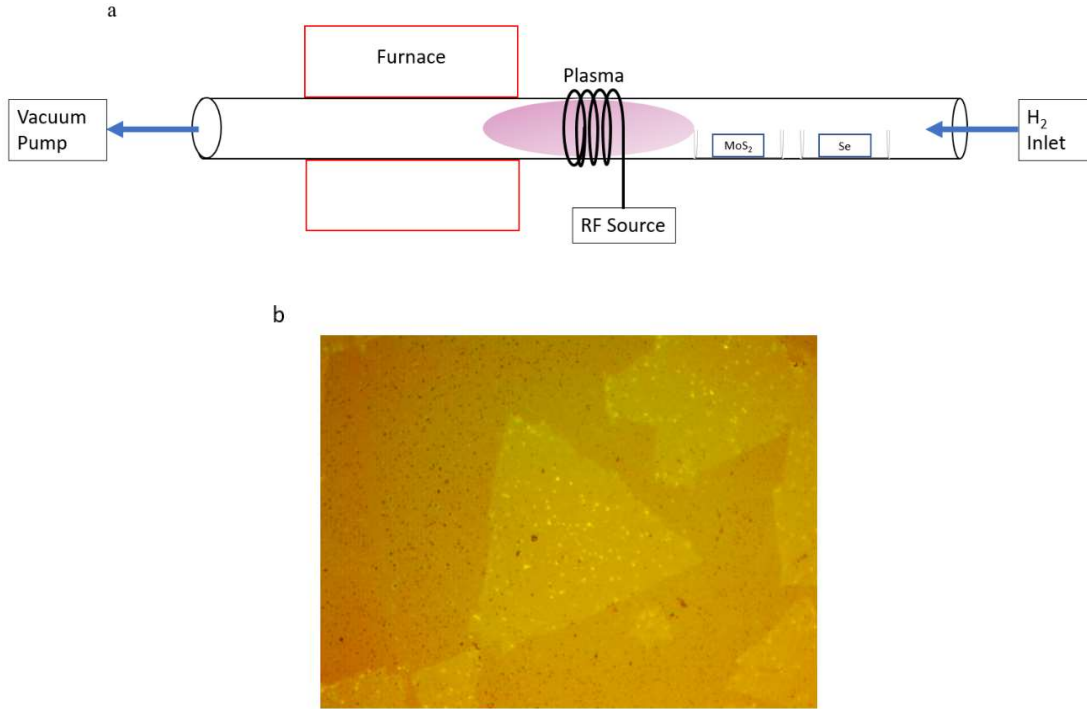 a
Furnace
Plasma
Vacuum
Pump
MoS₂
Se
H₂
Inlet
RF Source
b